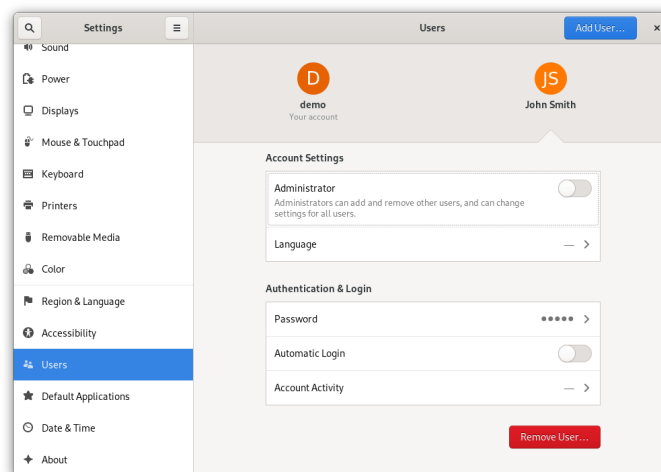 Settings
Users
Add User...
Sound
Power
Displays
Mouse & Touchpad
Keyboard
Printers
Removable Media
Color
Region & Language
Accessibility
Users
Default Applications
Date & Time
About
D
demo
Your account
JS
John Smith
Account Settings
Administrator
Administrators can add and remove other users, and can change
settings for all users.
Language —
Authentication & Login
Password ●●●●●
Automatic Login
Account Activity —
Remove User...